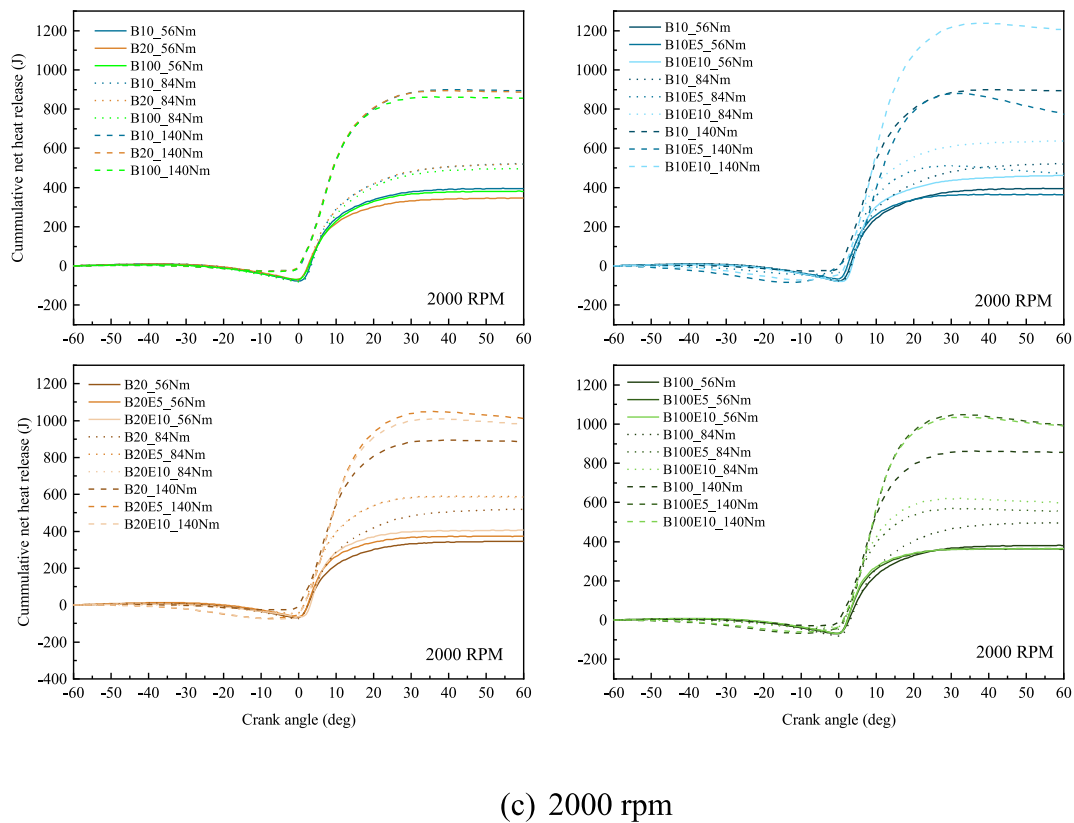 1200
1000
800
600
400
200
0
-200
Cummulative net heat release (J)
B10_56Nm
B20_56Nm
B100_56Nm
B10_84Nm
B20_84Nm
B100_84Nm
B10_140Nm
B20_140Nm
B100_140Nm
2000 RPM
-60 -50 -40 -30 -20 -10 0 10 20 30 40 50 60
1200
1000
800
600
400
200
0
-200
B10_56Nm
B10E5_56Nm
B10E10_56Nm
B10_84Nm
B10E5_84Nm
B10E10_84Nm
B10_140Nm
B10E5_140Nm
B10E10_140Nm
2000 RPM
-60 -50 -40 -30 -20 -10 0 10 20 30 40 50 60
1200
1000
800
600
400
200
0
-200
-400
Cummulative net heat release (J)
B20_56Nm
B20E5_56Nm
B20E10_56Nm
B20_84Nm
B20E5_84Nm
B20E10_84Nm
B20_140Nm
B20E5_140Nm
B20E10_140Nm
2000 RPM
-60 -50 -40 -30 -20 -10 0 10 20 30 40 50 60
Crank angle (deg)
1200
1000
800
600
400
200
0
-200
B100_56Nm
B100E5_56Nm
B100E10_56Nm
B100_84Nm
B100E5_84Nm
B100E10_84Nm
B100_140Nm
B100E5_140Nm
B100E10_140Nm
2000 RPM
-60 -50 -40 -30 -20 -10 0 10 20 30 40 50 60
Crank angle (deg)
(c) 2000 rpm